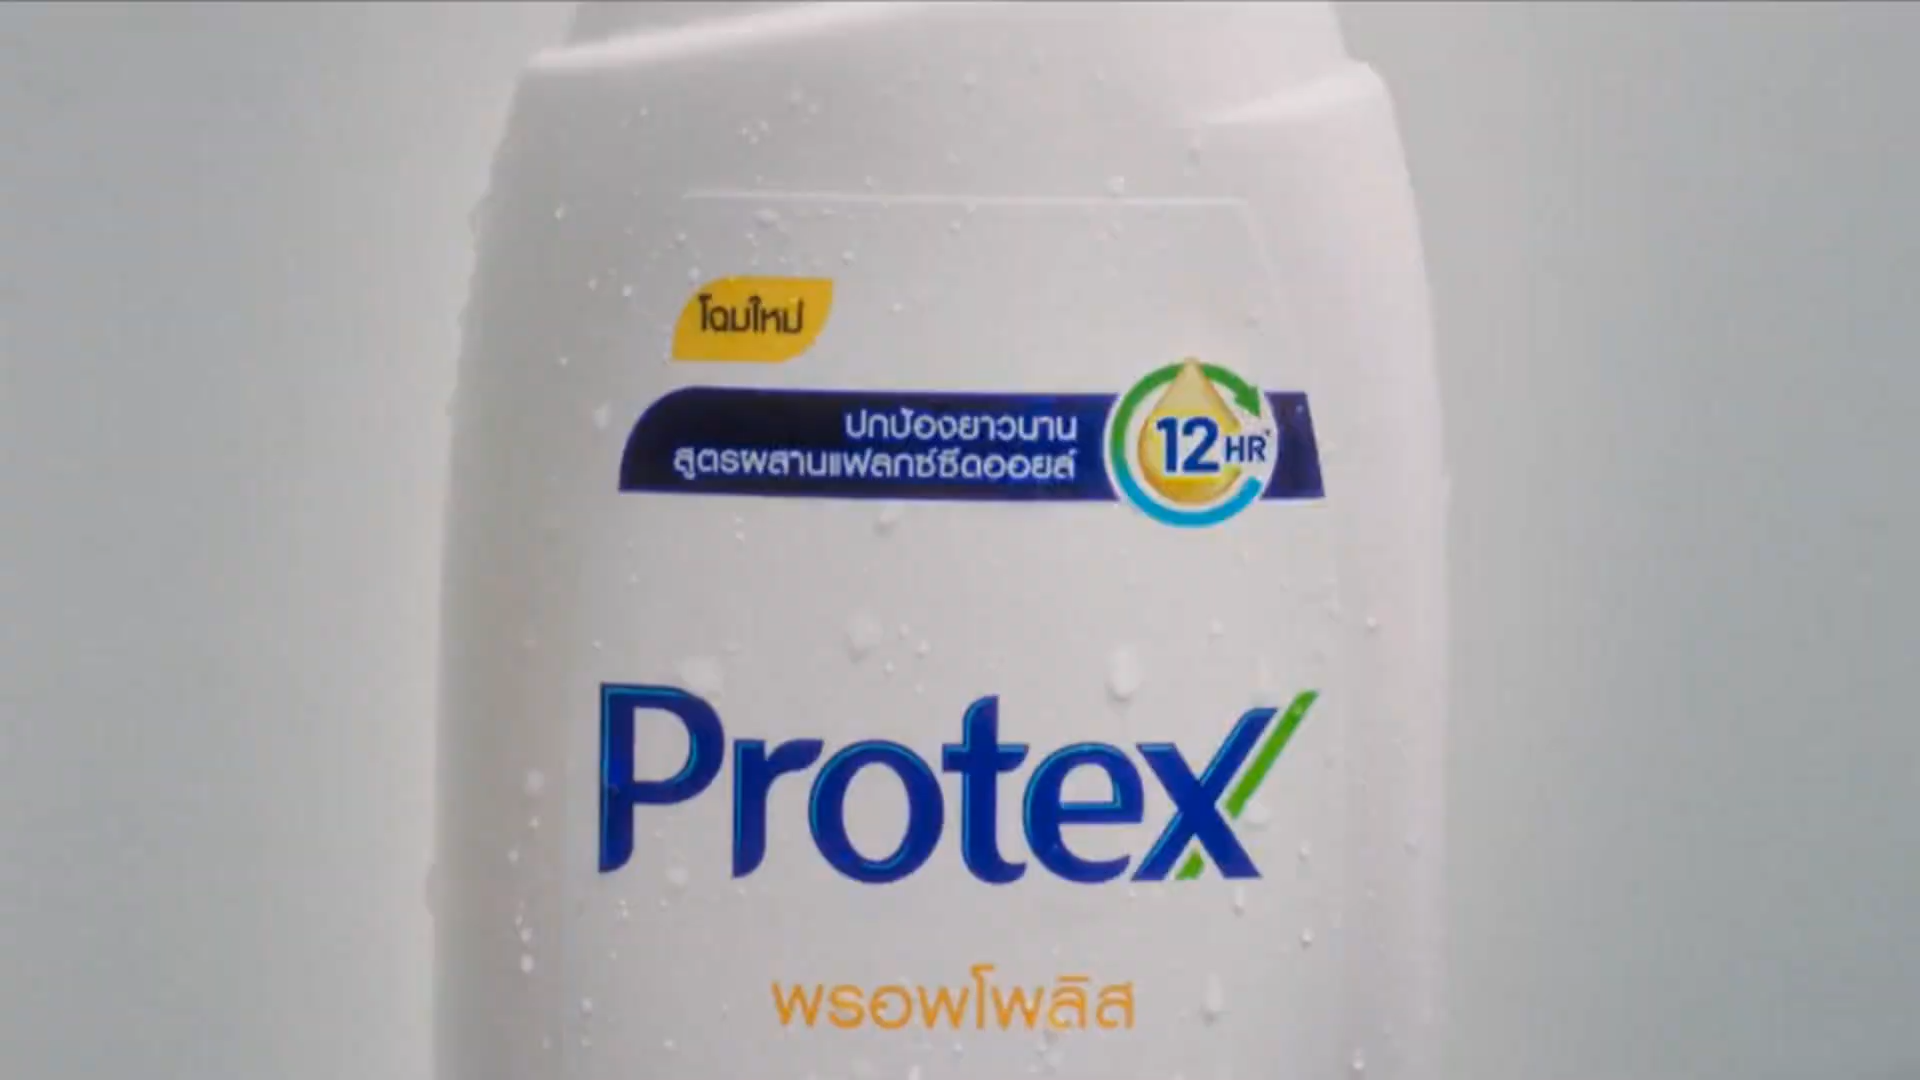 โฉมใหม่
ปกป้องยาวนาน
สูตรผสานแฟลกซ์ซีดออยล์
12HR*
Protex
พรอพโพลิส